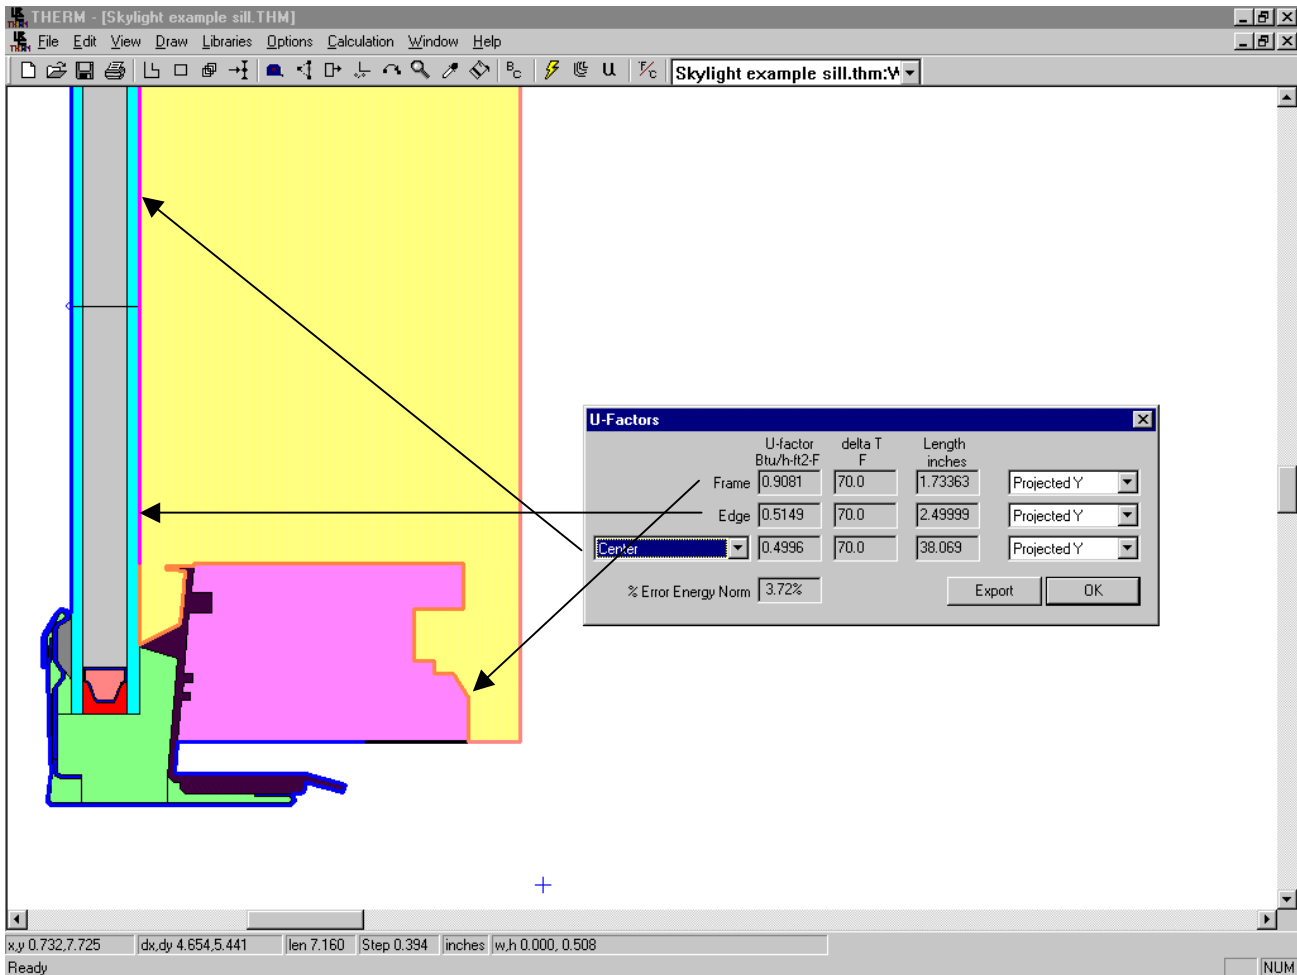 THERM - [Skylight example sill.THM]
File Edit View Draw Libraries Options Calculation Window Help
BC U °F/C Skylight example sill.thm:
U-Factors
U-factor delta T Length
Btu/h-ft2-F F inches
Frame 0.9081 70.0 1.73363 Projected Y
Edge 0.5149 70.0 2.49999 Projected Y
Center 0.4996 70.0 38.069 Projected Y
% Error Energy Norm 3.72% Export OK
x,y 0.732,7.725 dx,dy 4.654,5.441 len 7.160 Step 0.394 inches w,h 0.000, 0.508
Ready NUM